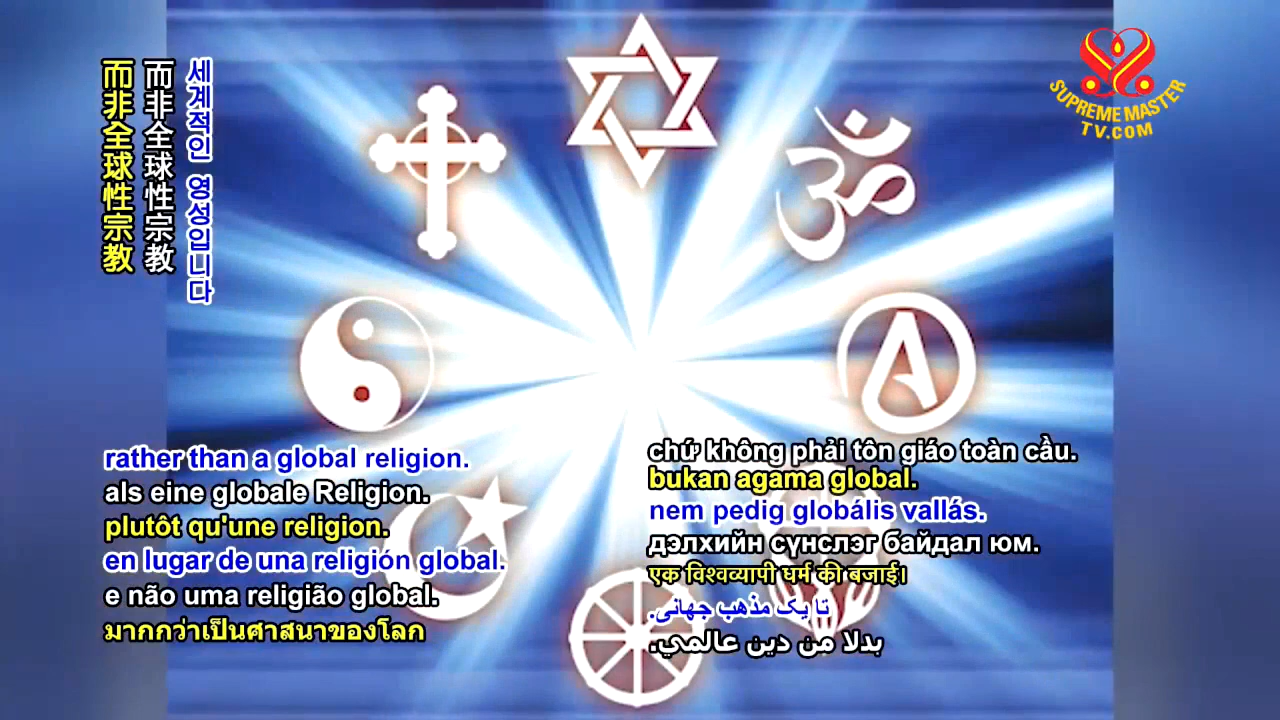 而非全球性宗教
而非全球性宗教
세계적인 영성입니다
SUPREME MASTER
TV.COM
rather than a global religion.
als eine globale Religion.
plutôt qu'une religion.
en lugar de una religión global.
e não uma religião global.
มากกว่าเป็นศาสนาของโลก
chứ không phải tôn giáo toàn cầu.
bukan agama global.
nem pedig globális vallás.
дэлхийн сүнслэг байдал юм.
एक विश्वव्यापी धर्म की बजाई।
تا یک مذهب جهانی.
بدلا من دين عالمي.